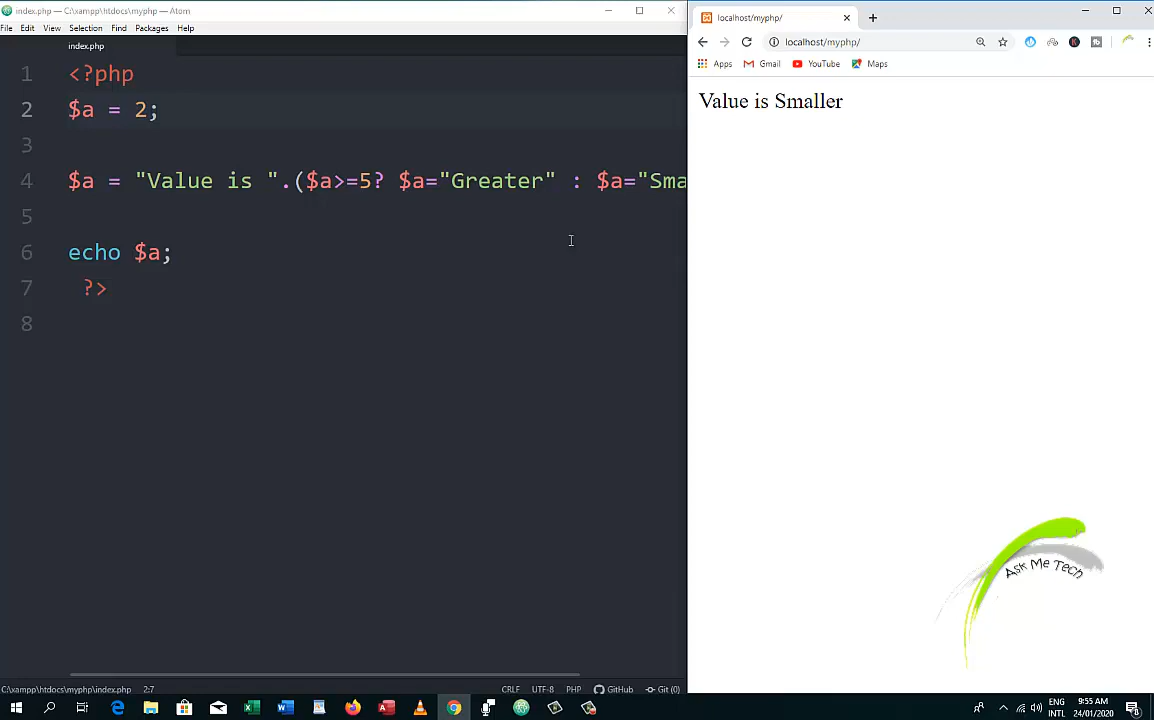 index.php — C:\xampp\htdocs\myphp — Atom
File Edit View Selection Find Packages Help
index.php
1 <?php
2 $a = 2;
3
4 $a = "Value is ".($a>=5? $a="Greater" : $a="Sma
5
6 echo $a;
7 ?>
8
C:\xampp\htdocs\myphp\index.php 2:7 CRLF UTF-8 PHP GitHub Git (0)
localhost/myphp/
localhost/myphp/
Apps Gmail YouTube Maps
Value is Smaller
Ask Me Tech
ENG
INTL
9:55 AM
24/01/2020
8